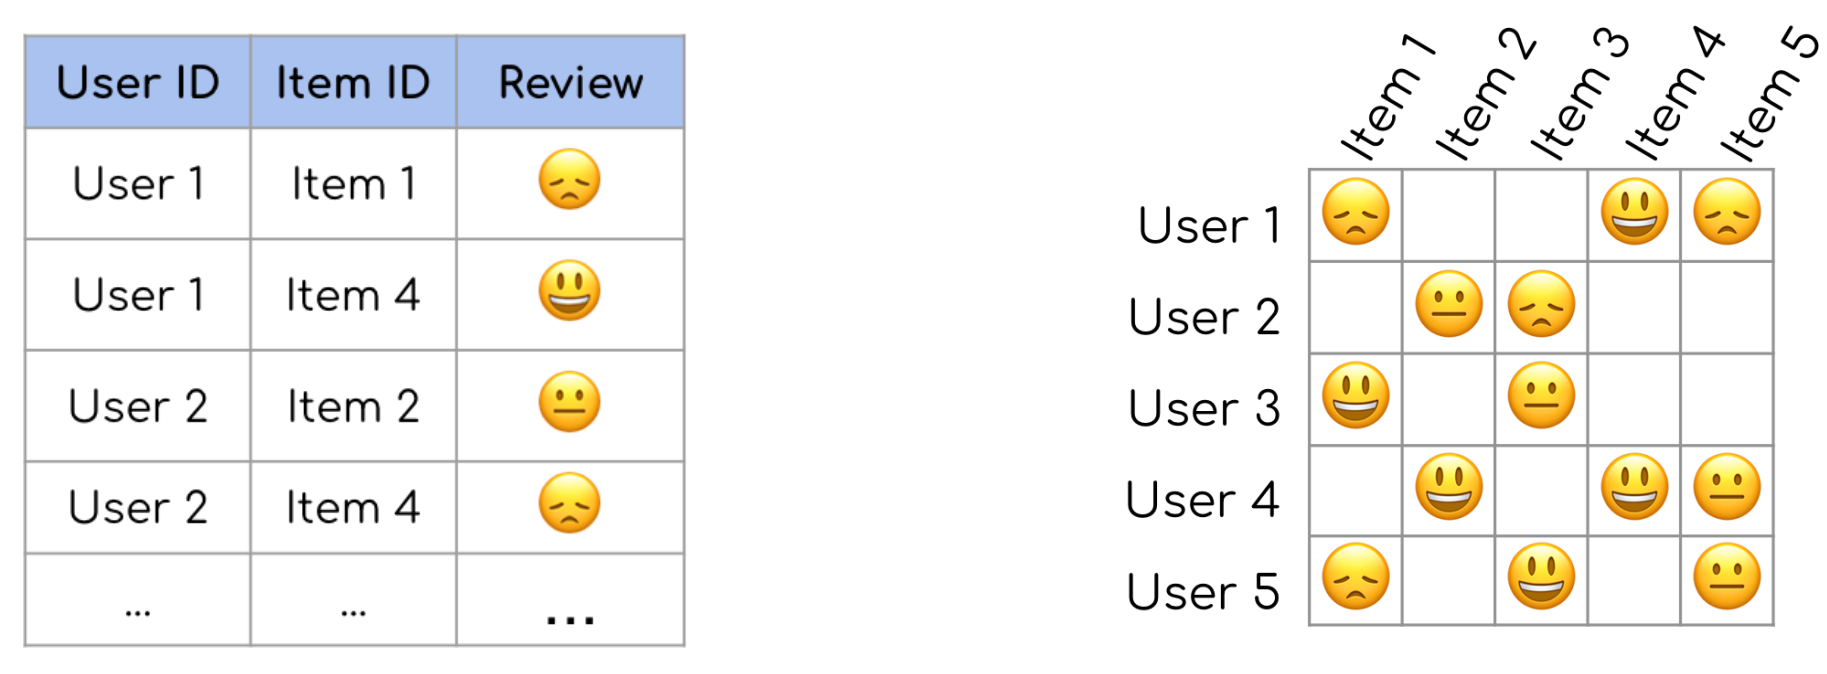 User ID Item ID Review
User 1 Item 1
User 1 Item 4
User 2 Item 2
User 2 Item 4
... ... ...
Item 1 Item 2 Item 3 Item 4 Item 5
User 1
User 2
User 3
User 4
User 5